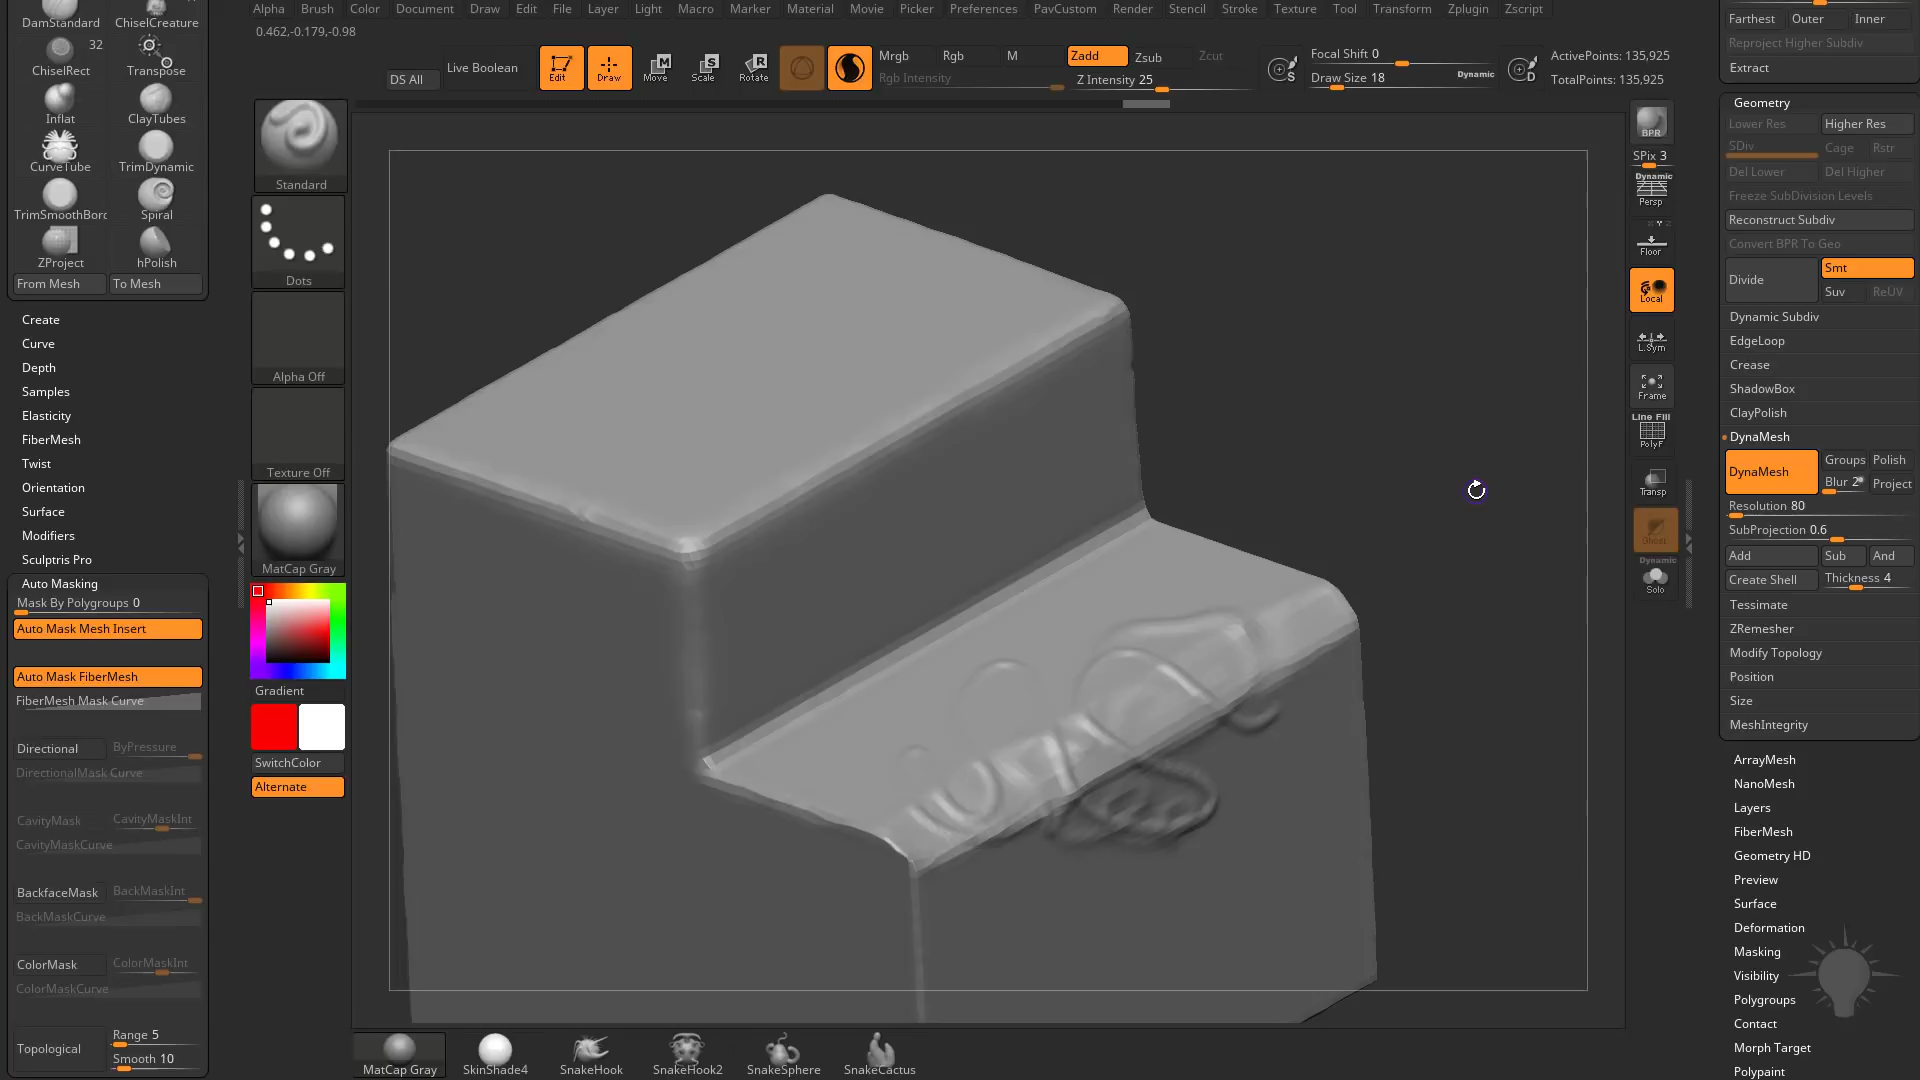 Alpha Brush Color Document Draw Edit File Layer Light Macro Marker Material Movie Picker Preferences PavCustom Render Stencil Stroke Texture Tool Transform Zplugin Zscript
0.462,-0.179,-0.98
DS All
Live Boolean
Edit Draw Move Scale Rotate
Mrgb Rgb M Zadd Zsub Zcut
Rgb Intensity
Z Intensity 25
Focal Shift 0
Draw Size 18
Dynamic
ActivePoints: 135,925
TotalPoints: 135,925
DamStandard ChiselCreature
32
ChiselRect Transpose
Inflat ClayTubes
CurveTube TrimDynamic
TrimSmoothBord Spiral
ZProject hPolish
From Mesh To Mesh
Create
Curve
Depth
Samples
Elasticity
FiberMesh
Twist
Orientation
Surface
Modifiers
Sculptris Pro
Auto Masking
Mask By Polygroups 0
Auto Mask Mesh Insert
Auto Mask FiberMesh
FiberMesh Mask Curve
Directional ByPressure
DirectionalMask Curve
CavityMask CavityMaskInt
CavityMaskCurve
BackfaceMask BackMaskInt
BackMaskCurve
ColorMask ColorMaskInt
ColorMaskCurve
Topological
Range 5
Smooth 10
Standard
Dots
Alpha Off
Texture Off
MatCap Gray
Gradient
SwitchColor
Alternate
MatCap Gray SkinShade4 SnakeHook SnakeHook2 SnakeSphere SnakeCactus
BPR
SPix 3
Dynamic
Persp
Floor
Local
L.Sym
Frame
Line Fill
PolyF
Transp
Ghost
Dynamic
Solo
Farthest Outer Inner
Reproject Higher Subdiv
Extract
Geometry
Lower Res Higher Res
SDiv Cage Rstr
Del Lower Del Higher
Freeze SubDivision Levels
Reconstruct Subdiv
Convert BPR To Geo
Divide
Smt
Suv ReUV
Dynamic Subdiv
EdgeLoop
Crease
ShadowBox
ClayPolish
DynaMesh
DynaMesh
Groups Polish
Blur 2 Project
Resolution 80
SubProjection 0.6
Add Sub And
Create Shell Thickness 4
Tessimate
ZRemesher
Modify Topology
Position
Size
MeshIntegrity
ArrayMesh
NanoMesh
Layers
FiberMesh
Geometry HD
Preview
Surface
Deformation
Masking
Visibility
Polygroups
Contact
Morph Target
Polypaint